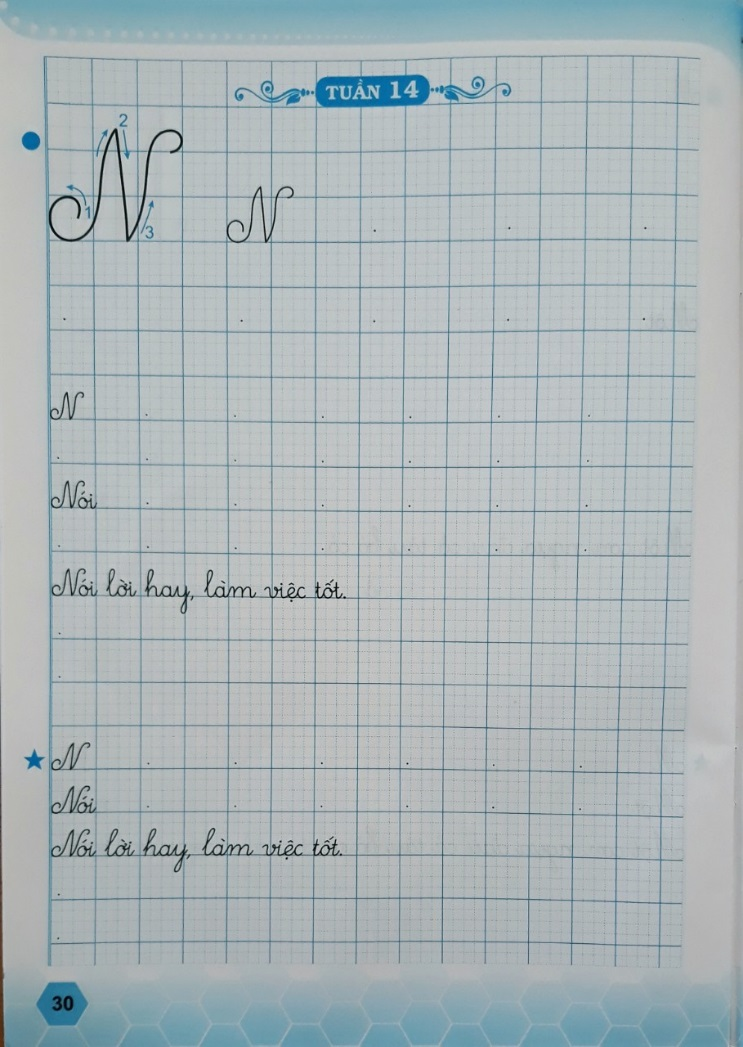 TUẦN 14
2
1
3
N
N
N
Nói
Nói lời hay, làm việc tốt.
N
Nói
Nói lời hay, làm việc tốt.
30